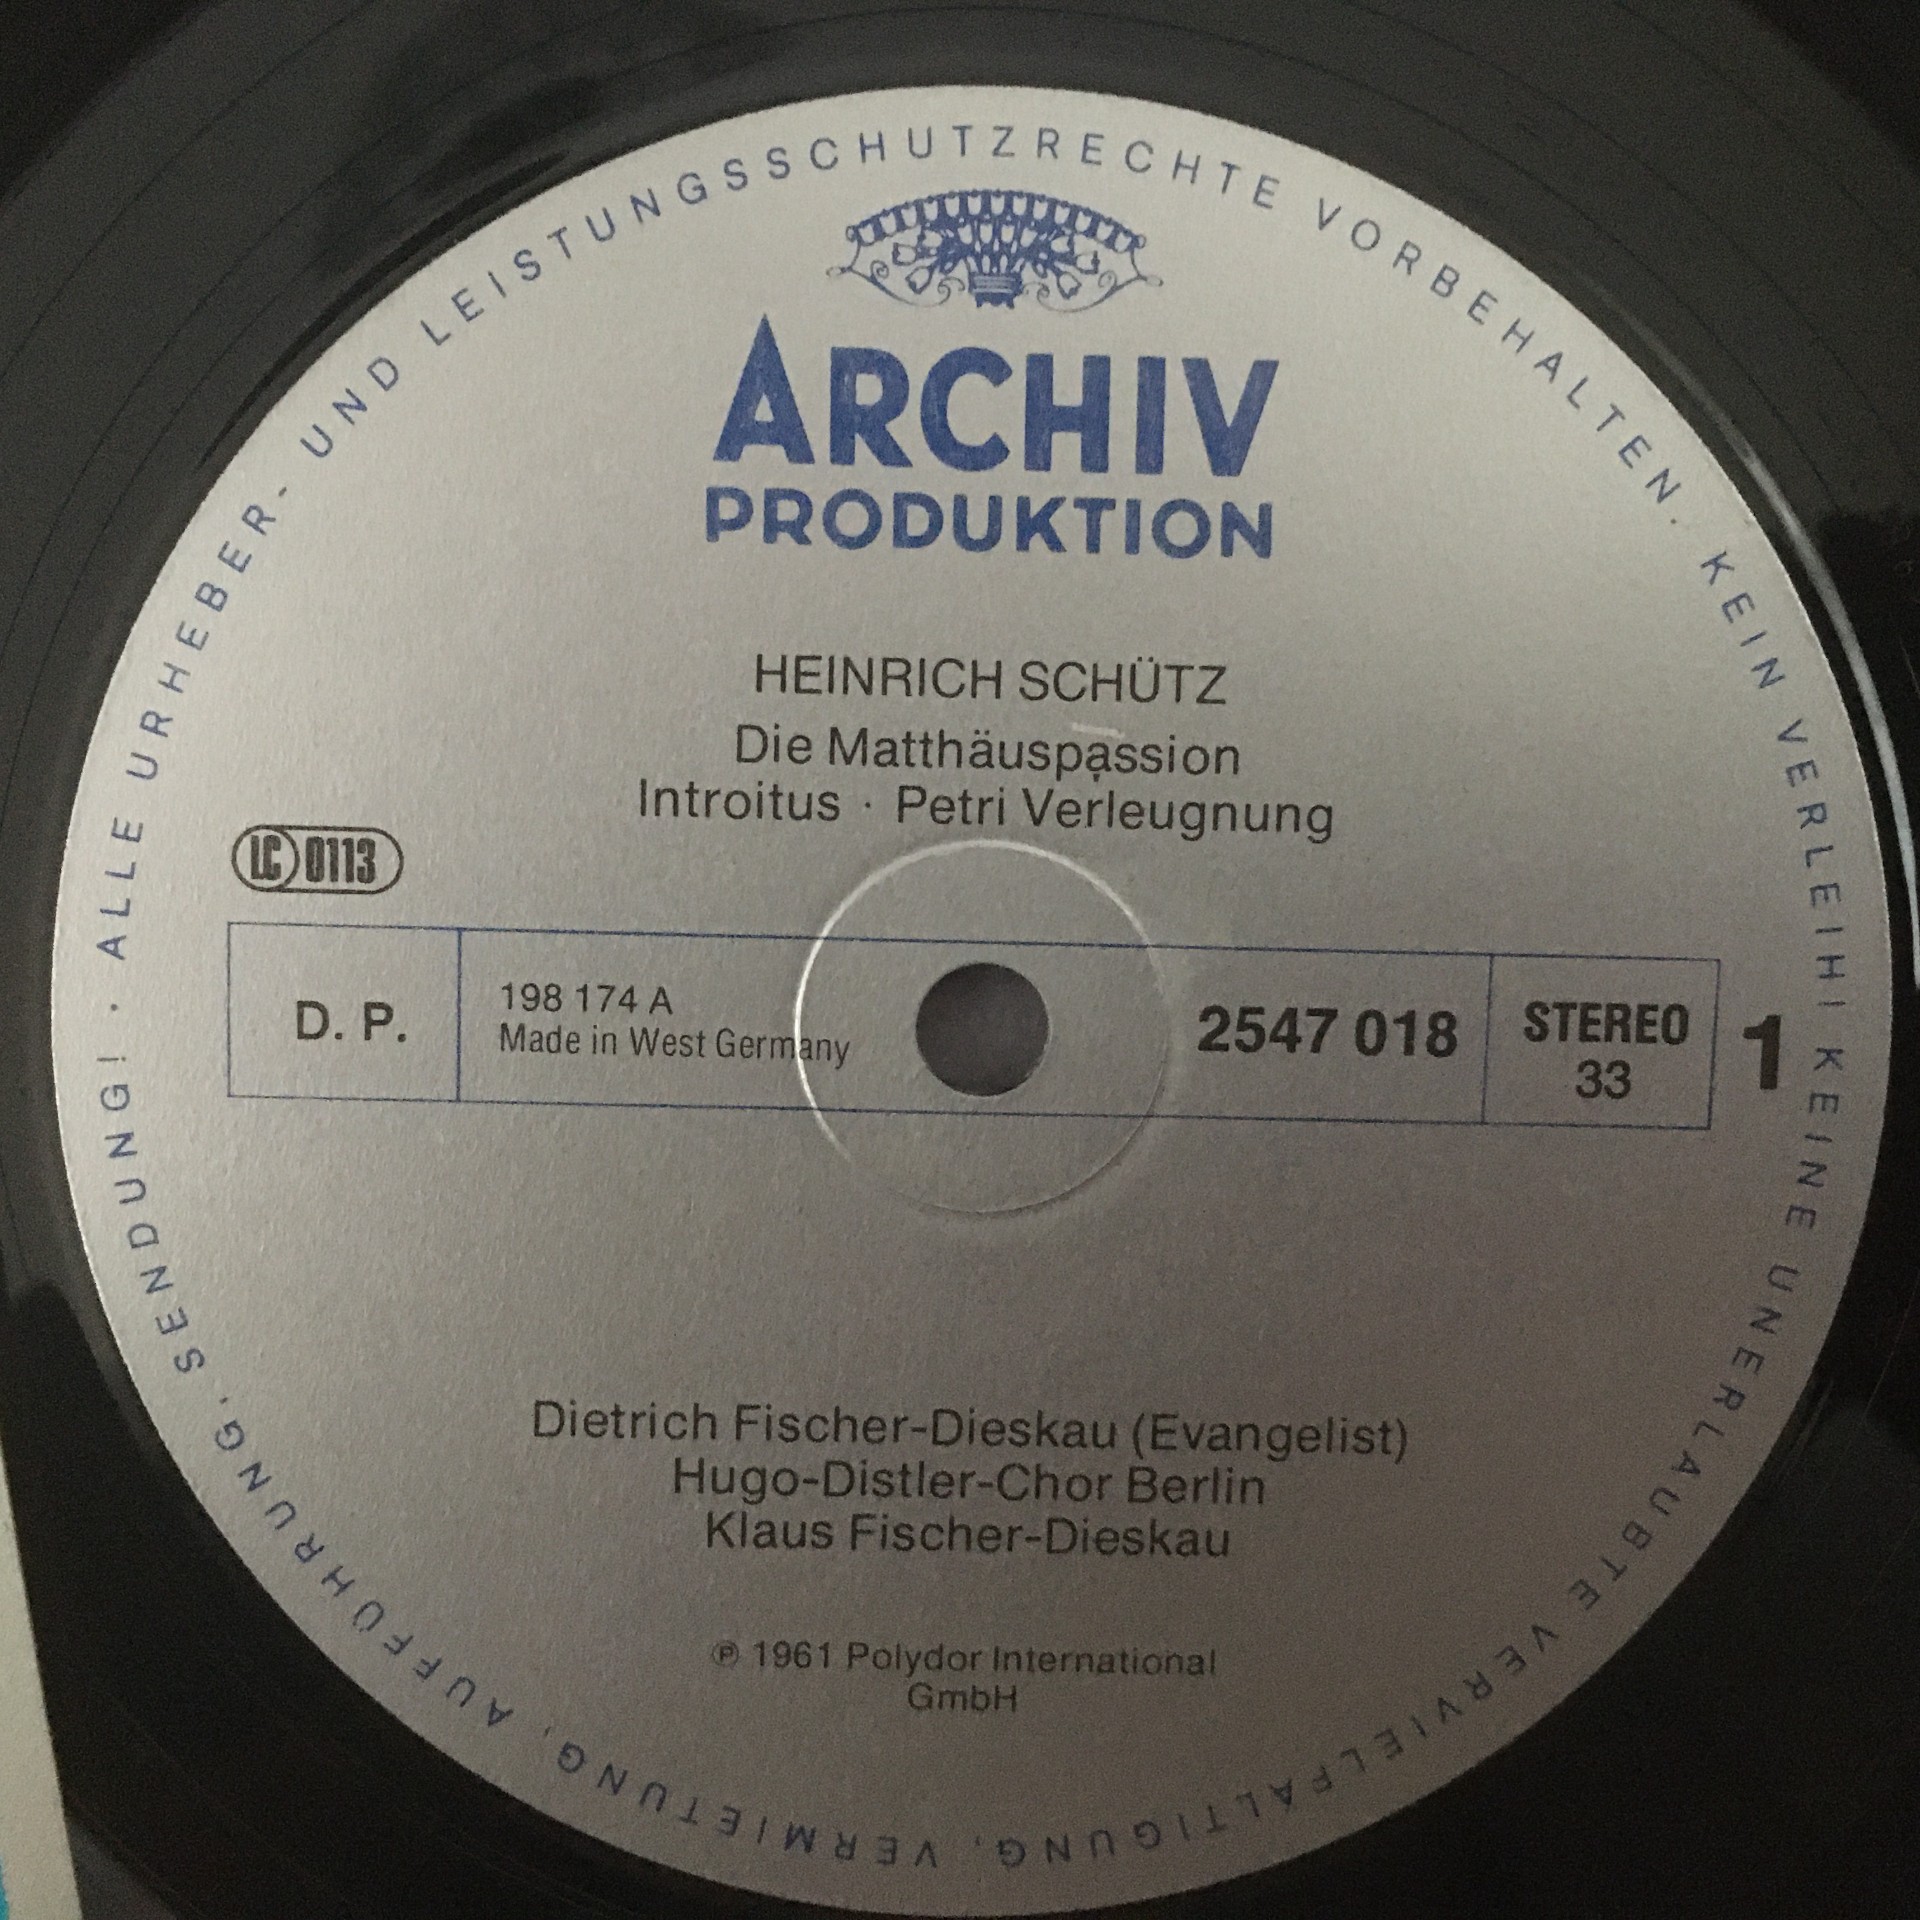 ALLE URHEBER- UND LEISTUNGSSCHUTZRECHTE VORBEHALTEN. KEIN VERLEIH! KEINE UNERLAUBTE VERVIELFÄLTIGUNG, VERMIETUNG, AUFFÜHRUNG, SENDUNG! ·
ARCHIV
PRODUKTION
HEINRICH SCHÜTZ
Die Matthäuspassion
Introitus · Petri Verleugnung
LC 0113
D. P.
198 174 A
Made in West Germany
2547 018
STEREO
33
1
Dietrich Fischer-Dieskau (Evangelist)
Hugo-Distler-Chor Berlin
Klaus Fischer-Dieskau
℗ 1961 Polydor International
GmbH